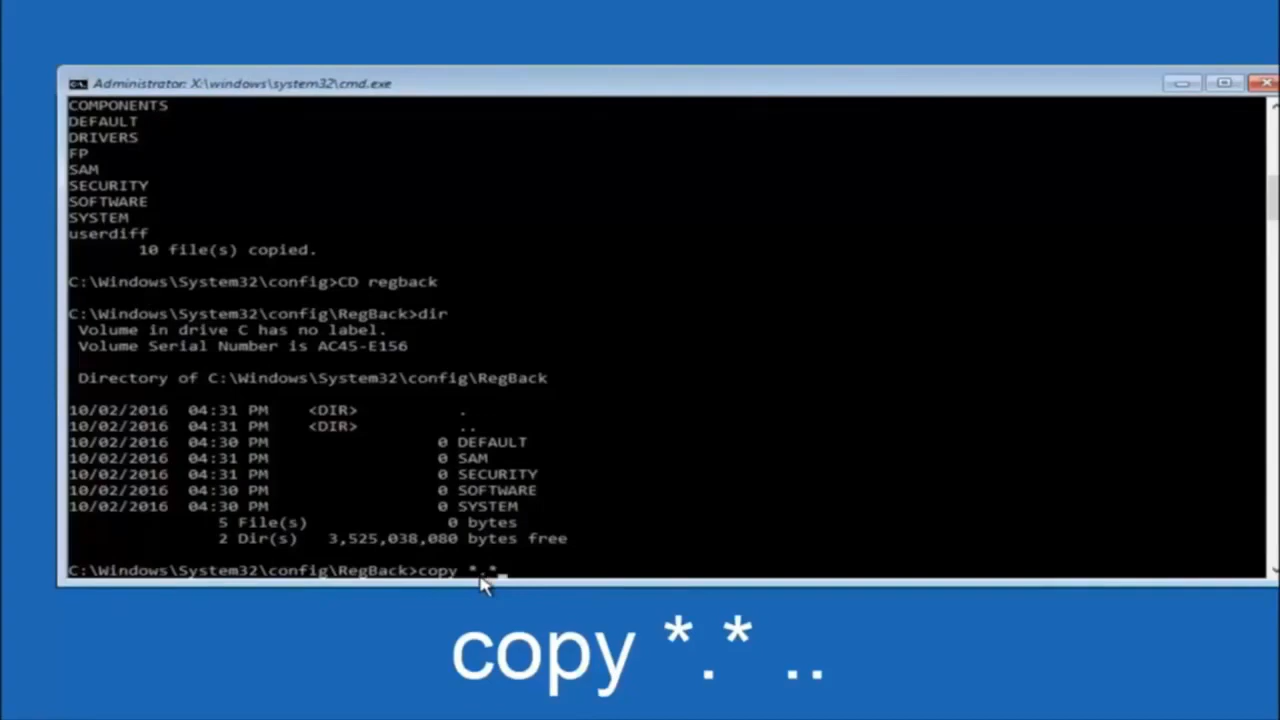 Administrator: X:\windows\system32\cmd.exe
COMPONENTS
DEFAULT
DRIVERS
FP
SAM
SECURITY
SOFTWARE
SYSTEM
userdiff
10 file(s) copied.
C:\Windows\System32\config>CD regback
C:\Windows\System32\config\RegBack>dir
Volume in drive C has no label.
Volume Serial Number is AC45-E156
Directory of C:\Windows\System32\config\RegBack
10/02/2016 04:31 PM <DIR> .
10/02/2016 04:31 PM <DIR> ..
10/02/2016 04:30 PM 0 DEFAULT
10/02/2016 04:31 PM 0 SAM
10/02/2016 04:31 PM 0 SECURITY
10/02/2016 04:30 PM 0 SOFTWARE
10/02/2016 04:30 PM 0 SYSTEM
5 File(s) 0 bytes
2 Dir(s) 3,525,038,080 bytes free
C:\Windows\System32\config\RegBack>copy *.*_
copy *.* ..